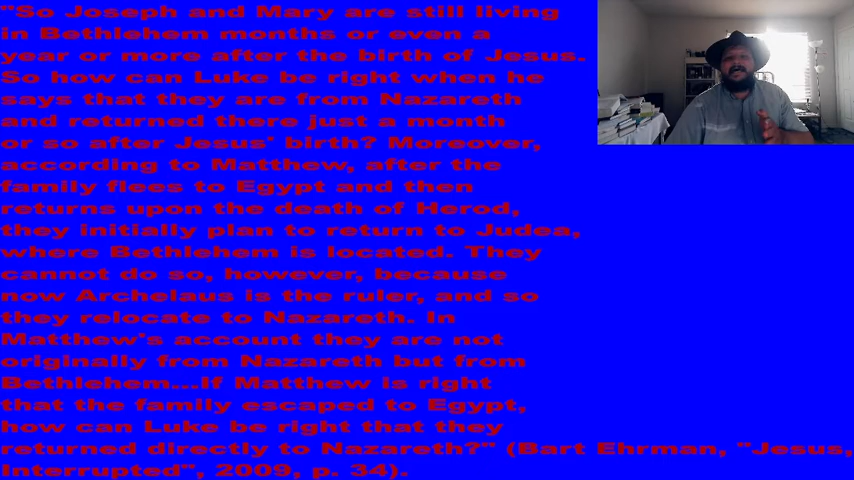 "So Joseph and Mary are still living
in Bethlehem months or even a
year or more after the birth of Jesus.
So how can Luke be right when he
says that they are from Nazareth
and returned there just a month
or so after Jesus' birth? Moreover,
according to Matthew, after the
family flees to Egypt and then
returns upon the death of Herod,
they initially plan to return to Judea,
where Bethlehem is located. They
cannot do so, however, because
now Archelaus is the ruler, and so
they relocate to Nazareth. In
Matthew's account they are not
originally from Nazareth but from
Bethlehem...If Matthew is right
that the family escaped to Egypt,
how can Luke be right that they
returned directly to Nazareth?" (Bart Ehrman, "Jesus,
Interrupted", 2009, p. 34).